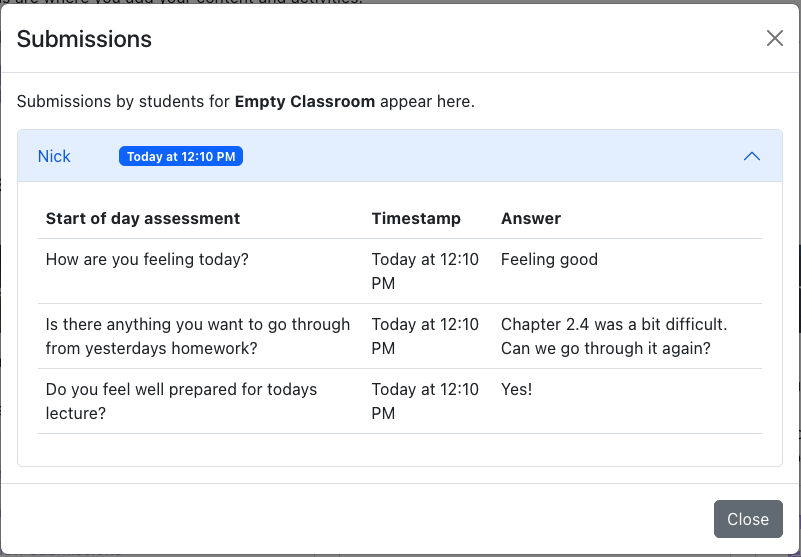 Submissions
Submissions by students for Empty Classroom appear here.
Nick Today at 12:10 PM
Start of day assessment Timestamp Answer
How are you feeling today? Today at 12:10 Feeling good
PM
Is there anything you want to go through Today at 12:10 Chapter 2.4 was a bit difficult.
from yesterdays homework? PM Can we go through it again?
Do you feel well prepared for todays Today at 12:10 Yes!
lecture? PM
Close